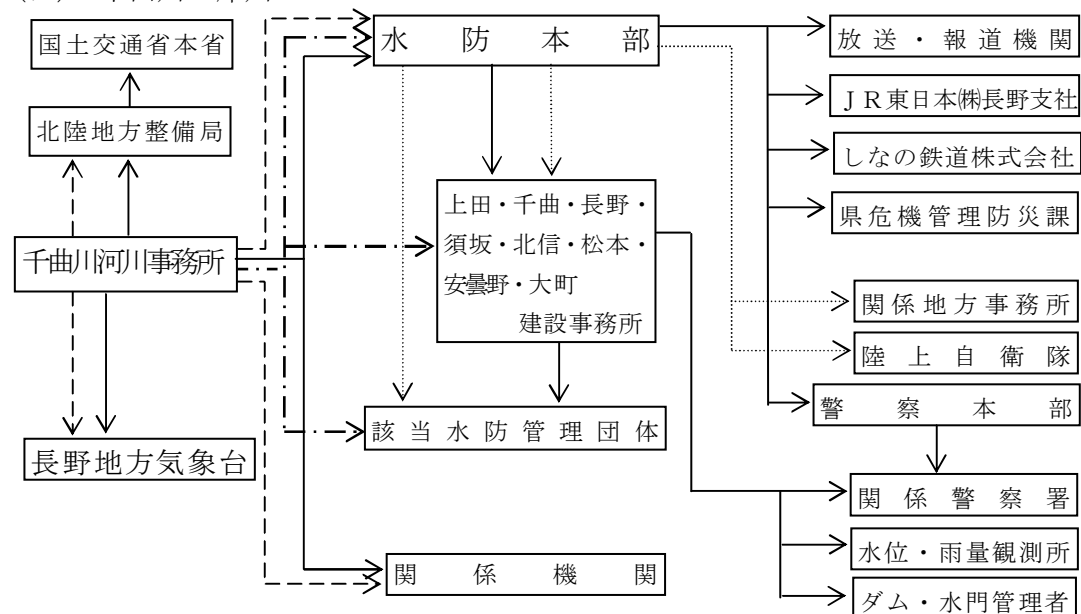 国土交通省本省
北陸地方整備局
千曲川河川事務所
長野地方気象台
水防本部
上田・千曲・長野・
須坂・北信・松本・
安曇野・大町
建設事務所
該当水防管理団体
関係機関
放送・報道機関
ＪＲ東日本㈱長野支社
しなの鉄道株式会社
県危機管理防災課
関係地方事務所
陸上自衛隊
警察本部
関係警察署
水位・雨量観測所
ダム・水門管理者